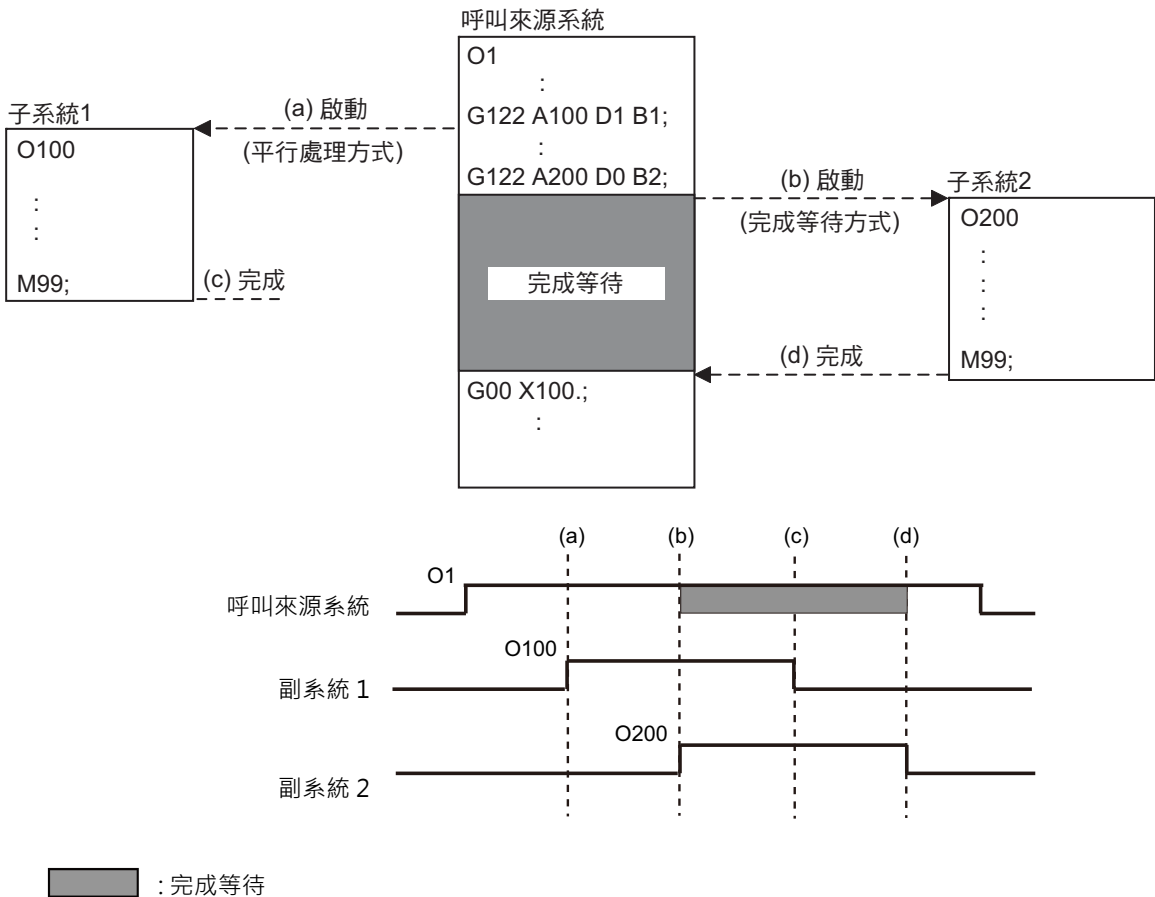 呼叫來源系統
O1
:
G122 A100 D1 B1;
:
G122 A200 D0 B2;
完成等待
G00 X100.;
:
子系統1
O100
:
:
M99;
(a) 啟動
(平行處理方式)
(c) 完成
(b) 啟動
(完成等待方式)
(d) 完成
子系統2
O200
:
:
:
M99;
(a) (b) (c) (d)
O1
呼叫來源系統
O100
副系統 1
O200
副系統 2
: 完成等待